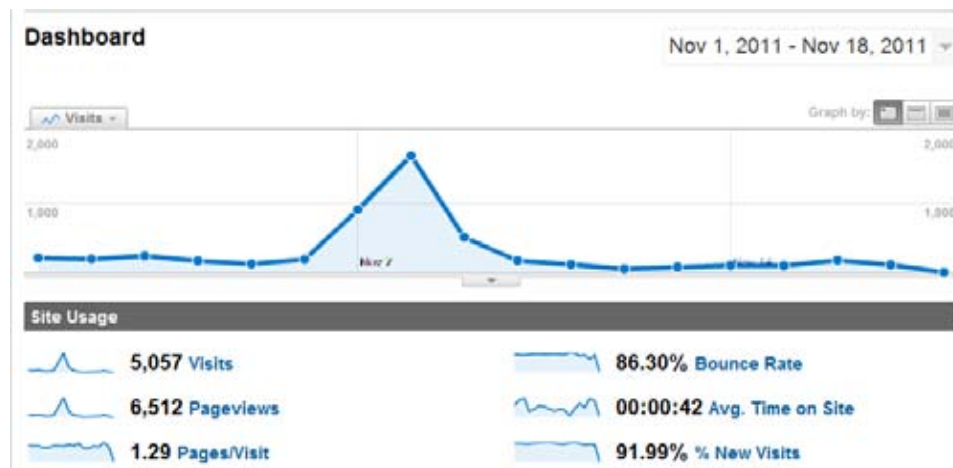 Dashboard
Nov 1, 2011 - Nov 18, 2011
Visits
Graph by:
2,000
2,000
1,000
1,000
Nov 7
Site Usage
5,057 Visits
86.30% Bounce Rate
6,512 Pageviews
00:00:42 Avg. Time on Site
1.29 Pages/Visit
91.99% % New Visits